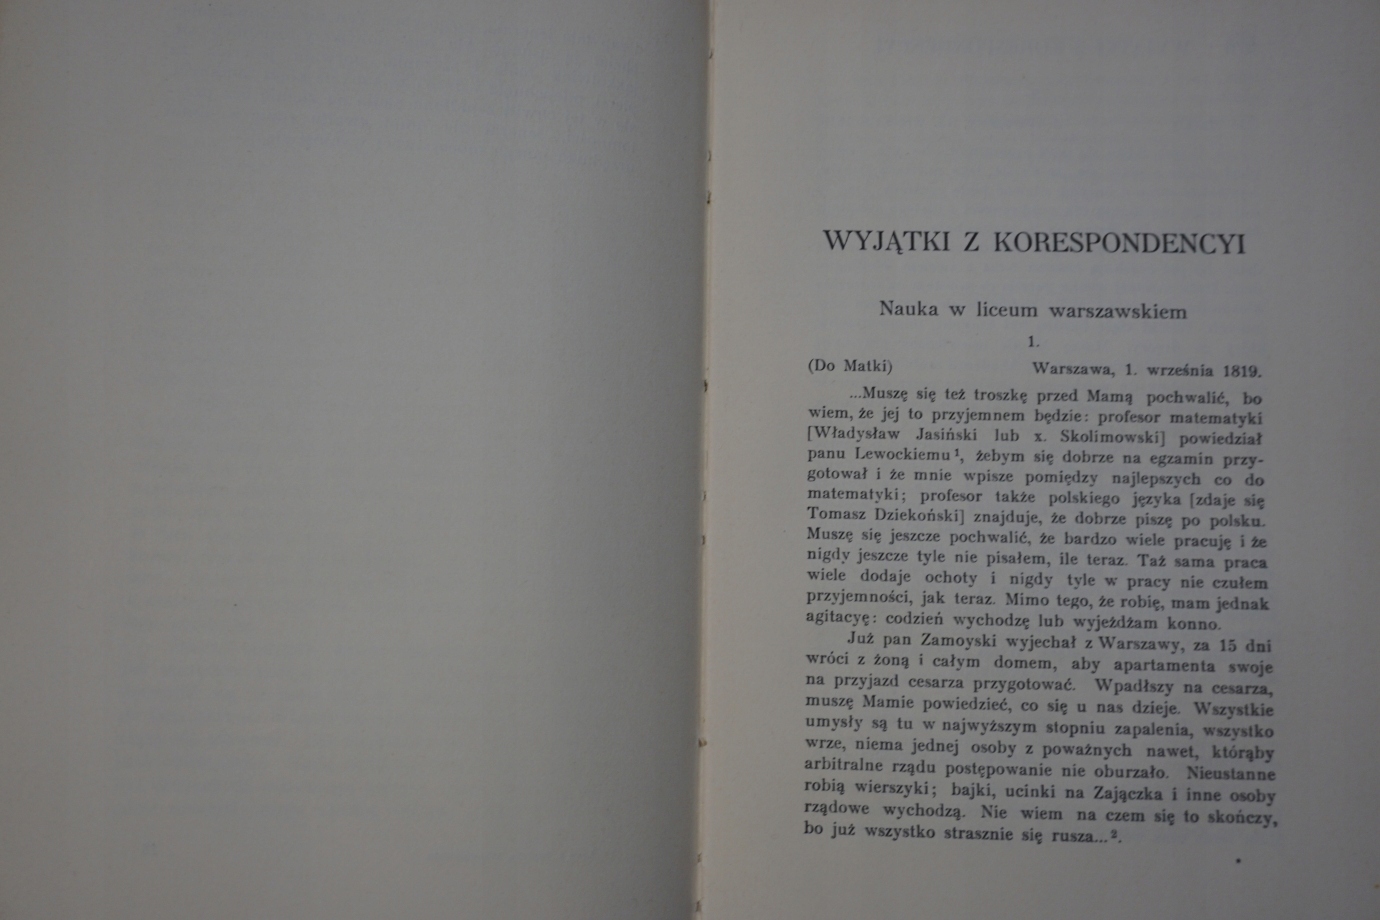 WYJĄTKI Z KORESPONDENCYI
Nauka w liceum warszawskiem
1.
(Do Matki) Warszawa, 1. września 1819.
...Muszę się też troszkę przed Mamą pochwalić, bo
wiem, że jej to przyjemnem będzie: profesor matematyki
[Władysław Jasiński lub x. Skolimowski] powiedział
panu Lewockiemu¹, żebym się dobrze na egzamin przy-
gotował i że mnie wpisze pomiędzy najlepszych co do
matematyki; profesor także polskiego języka [zdaje się
Tomasz Dziekoński] znajduje, że dobrze piszę po polsku.
Muszę się jeszcze pochwalić, że bardzo wiele pracuję i że
nigdy jeszcze tyle nie pisałem, ile teraz. Taż sama praca
wiele dodaje ochoty i nigdy tyle w pracy nie czułem
przyjemności, jak teraz. Mimo tego, że robię, mam jednak
agitacyę: codzień wychodzę lub wyjeżdżam konno.
Już pan Zamoyski wyjechał z Warszawy, za 15 dni
wróci z żoną i całym domem, aby apartamenta swoje
na przyjazd cesarza przygotować. Wpadłszy na cesarza,
muszę Mamie powiedzieć, co się u nas dzieje. Wszystkie
umysły są tu w najwyższym stopniu zapalenia, wszystko
wrze, niema jednej osoby z poważnych nawet, którąby
arbitralne rządu postępowanie nie oburzało. Nieustanne
robią wierszyki; bajki, ucinki na Zajączka i inne osoby
rządowe wychodzą. Nie wiem na czem się to skończy,
bo już wszystko strasznie się rusza...².